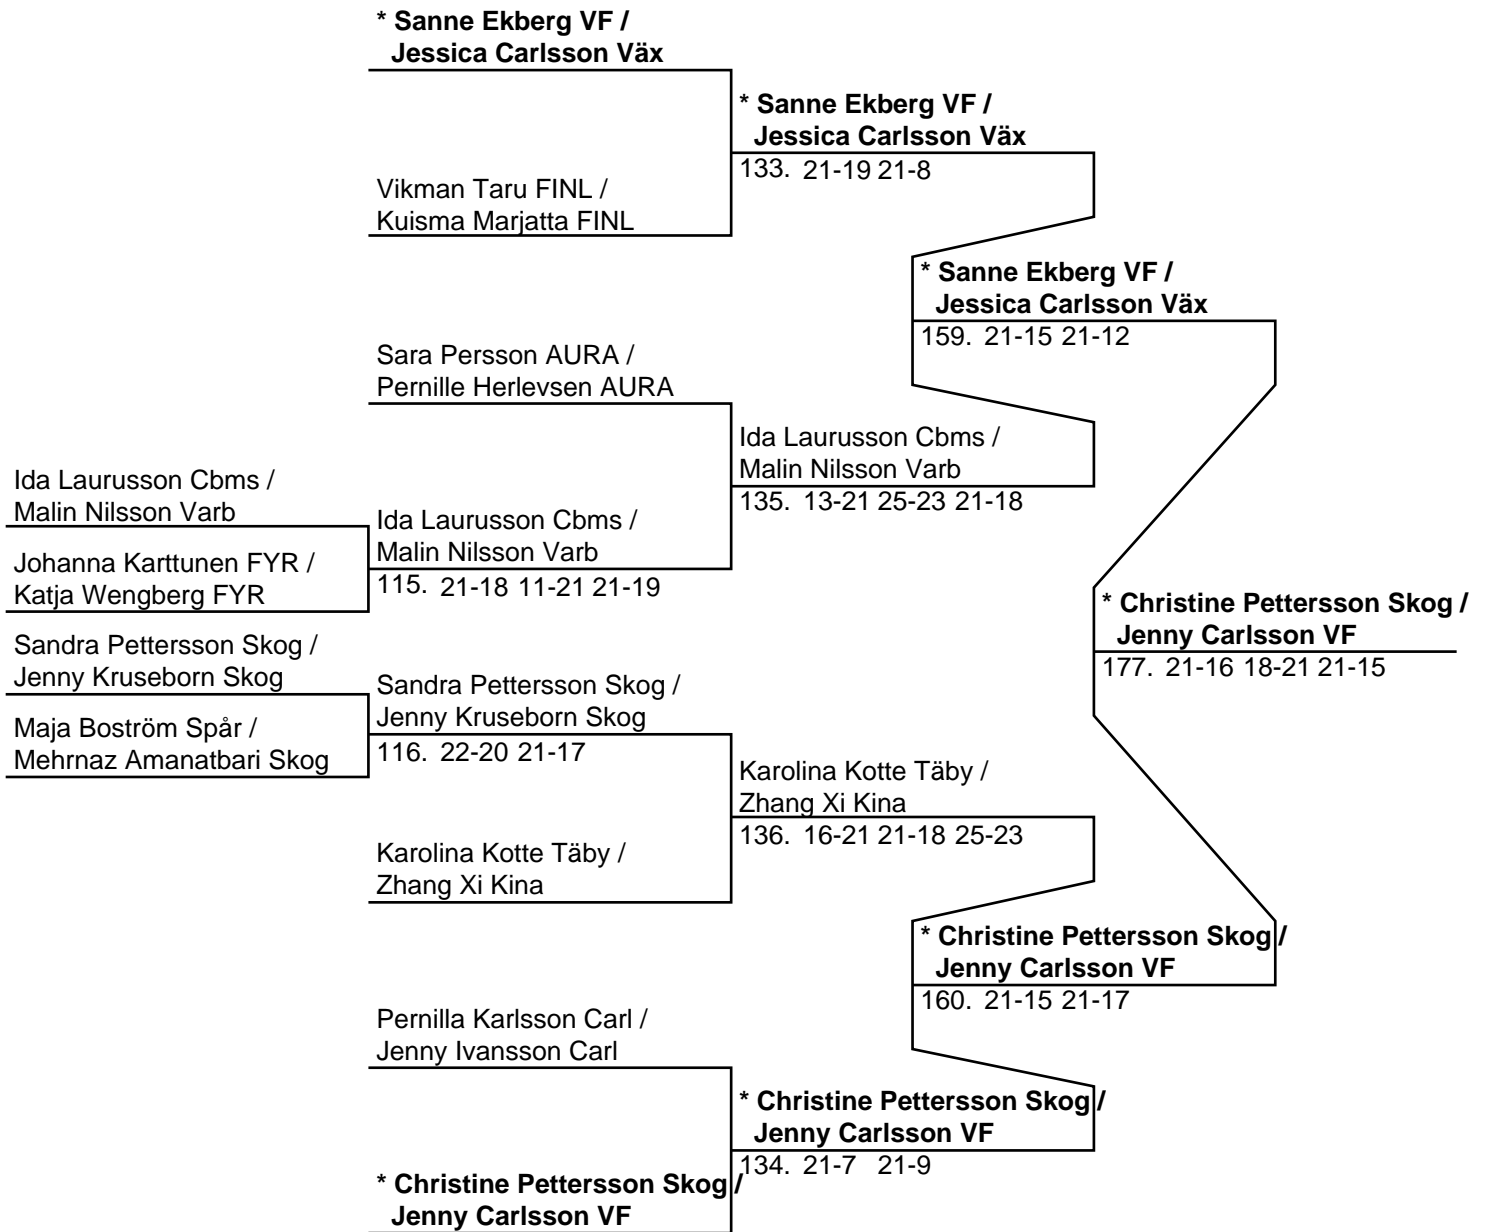 * Sanne Ekberg VF /
Jessica Carlsson Väx
* Sanne Ekberg VF /
Jessica Carlsson Väx
133. 21-19 21-8
Vikman Taru FINL /
Kuisma Marjatta FINL
* Sanne Ekberg VF /
Jessica Carlsson Väx
159. 21-15 21-12
Sara Persson AURA /
Pernille Herlevsen AURA
Ida Laurusson Cbms /
Malin Nilsson Varb
135. 13-21 25-23 21-18
Ida Laurusson Cbms /
Malin Nilsson Varb
Ida Laurusson Cbms /
Malin Nilsson Varb
115. 21-18 11-21 21-19
Johanna Karttunen FYR /
Katja Wengberg FYR
* Christine Pettersson Skog /
Jenny Carlsson VF
177. 21-16 18-21 21-15
Sandra Pettersson Skog /
Jenny Kruseborn Skog
Sandra Pettersson Skog /
Jenny Kruseborn Skog
116. 22-20 21-17
Maja Boström Spår /
Mehrnaz Amanatbari Skog
Karolina Kotte Täby /
Zhang Xi Kina
136. 16-21 21-18 25-23
Karolina Kotte Täby /
Zhang Xi Kina
* Christine Pettersson Skog /
Jenny Carlsson VF
160. 21-15 21-17
Pernilla Karlsson Carl /
Jenny Ivansson Carl
* Christine Pettersson Skog /
Jenny Carlsson VF
134. 21-7 21-9
* Christine Pettersson Skog /
Jenny Carlsson VF